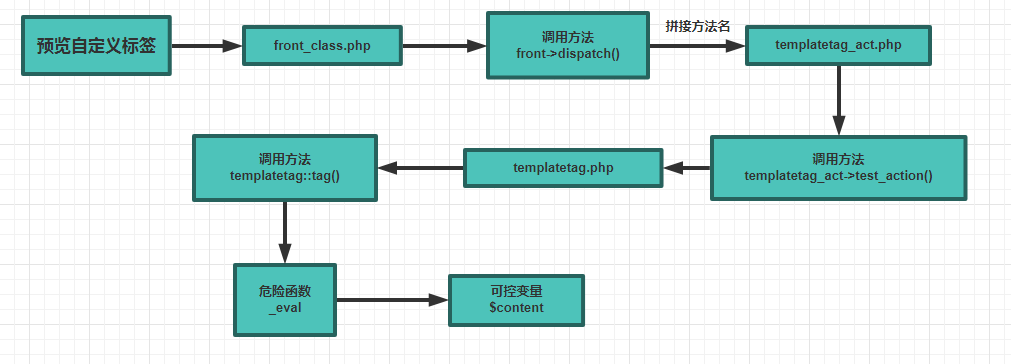 预览自定义标签
front_class.php
调用方法
front->dispatch()
拼接方法名
templatetag_act.php
调用方法
templatetag_act->test_action()
templatetag.php
调用方法
templatetag::tag()
危险函数
_eval
可控变量
$content